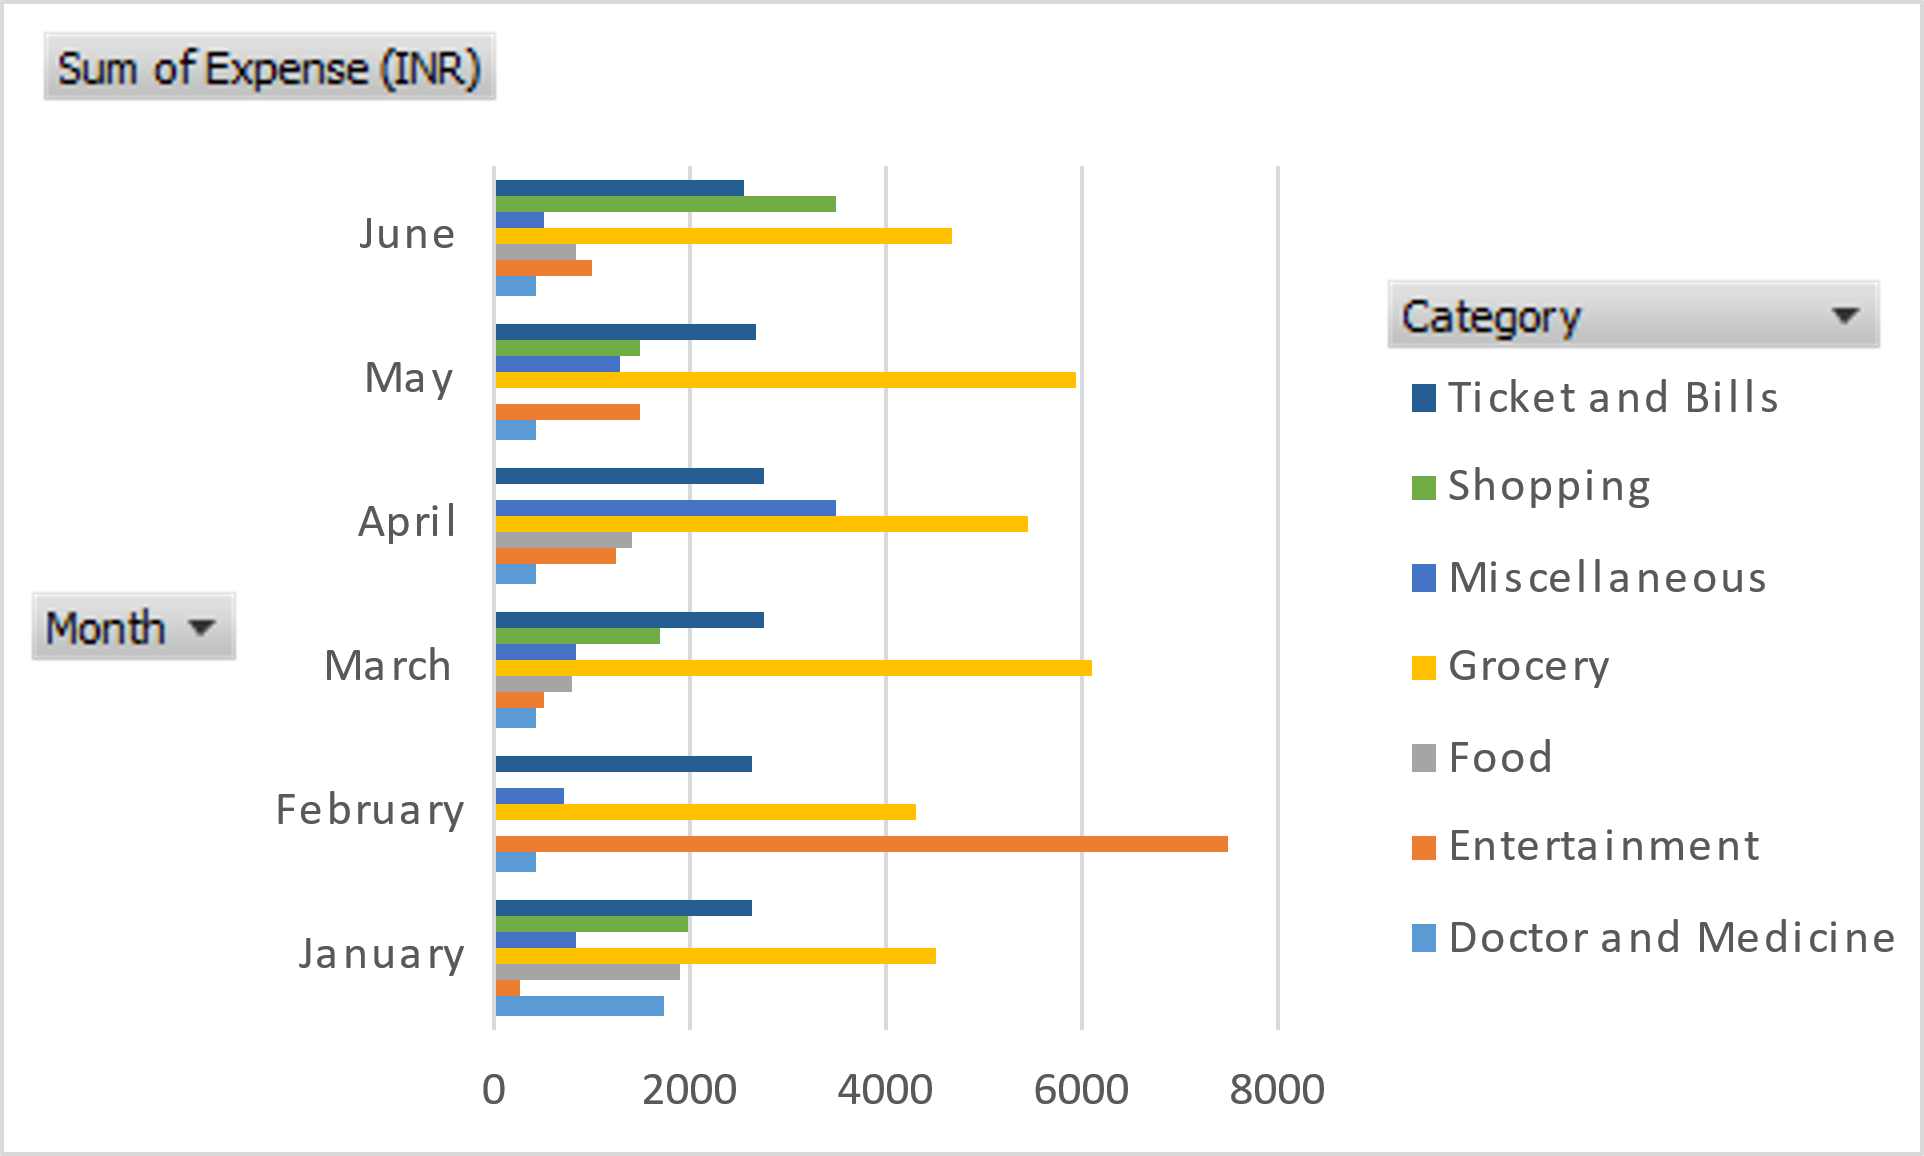 Sum of Expense (INR)
June
May
April
March
February
January
Month
0 2000 4000 6000 8000
Category
Ticket and Bills
Shopping
Miscellaneous
Grocery
Food
Entertainment
Doctor and Medicine